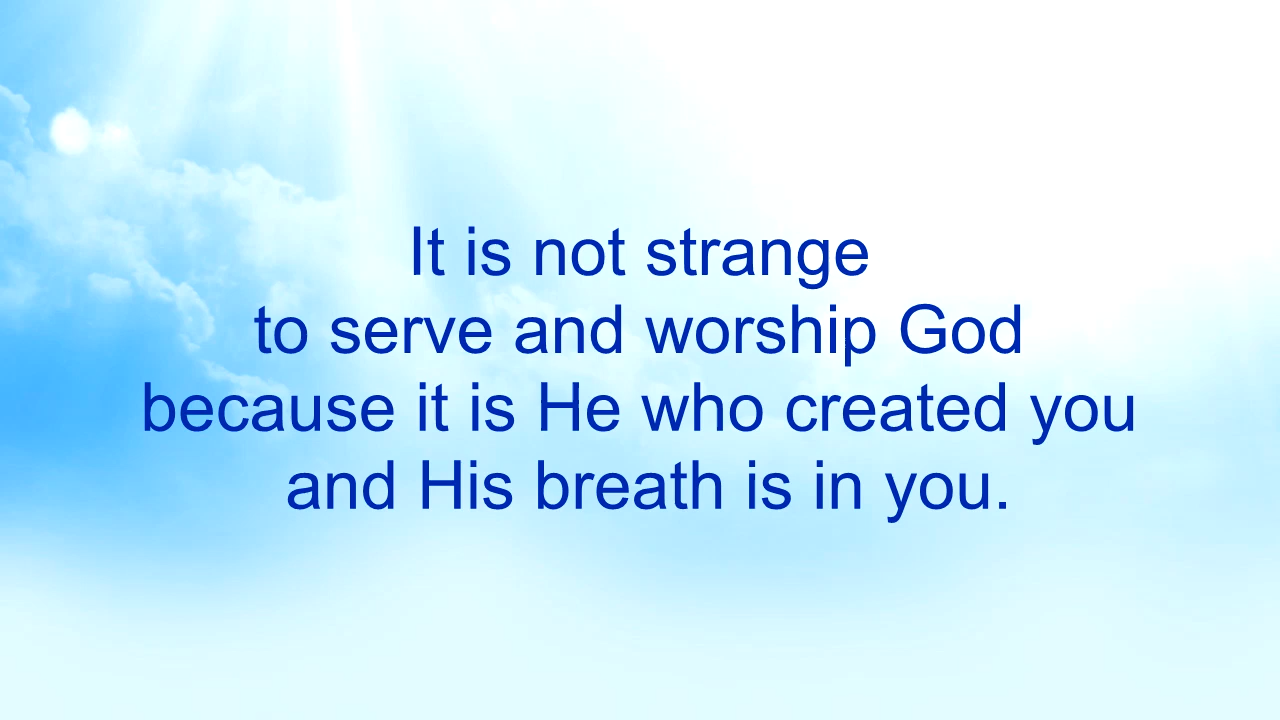 It is not strange
to serve and worship God
because it is He who created you
and His breath is in you.